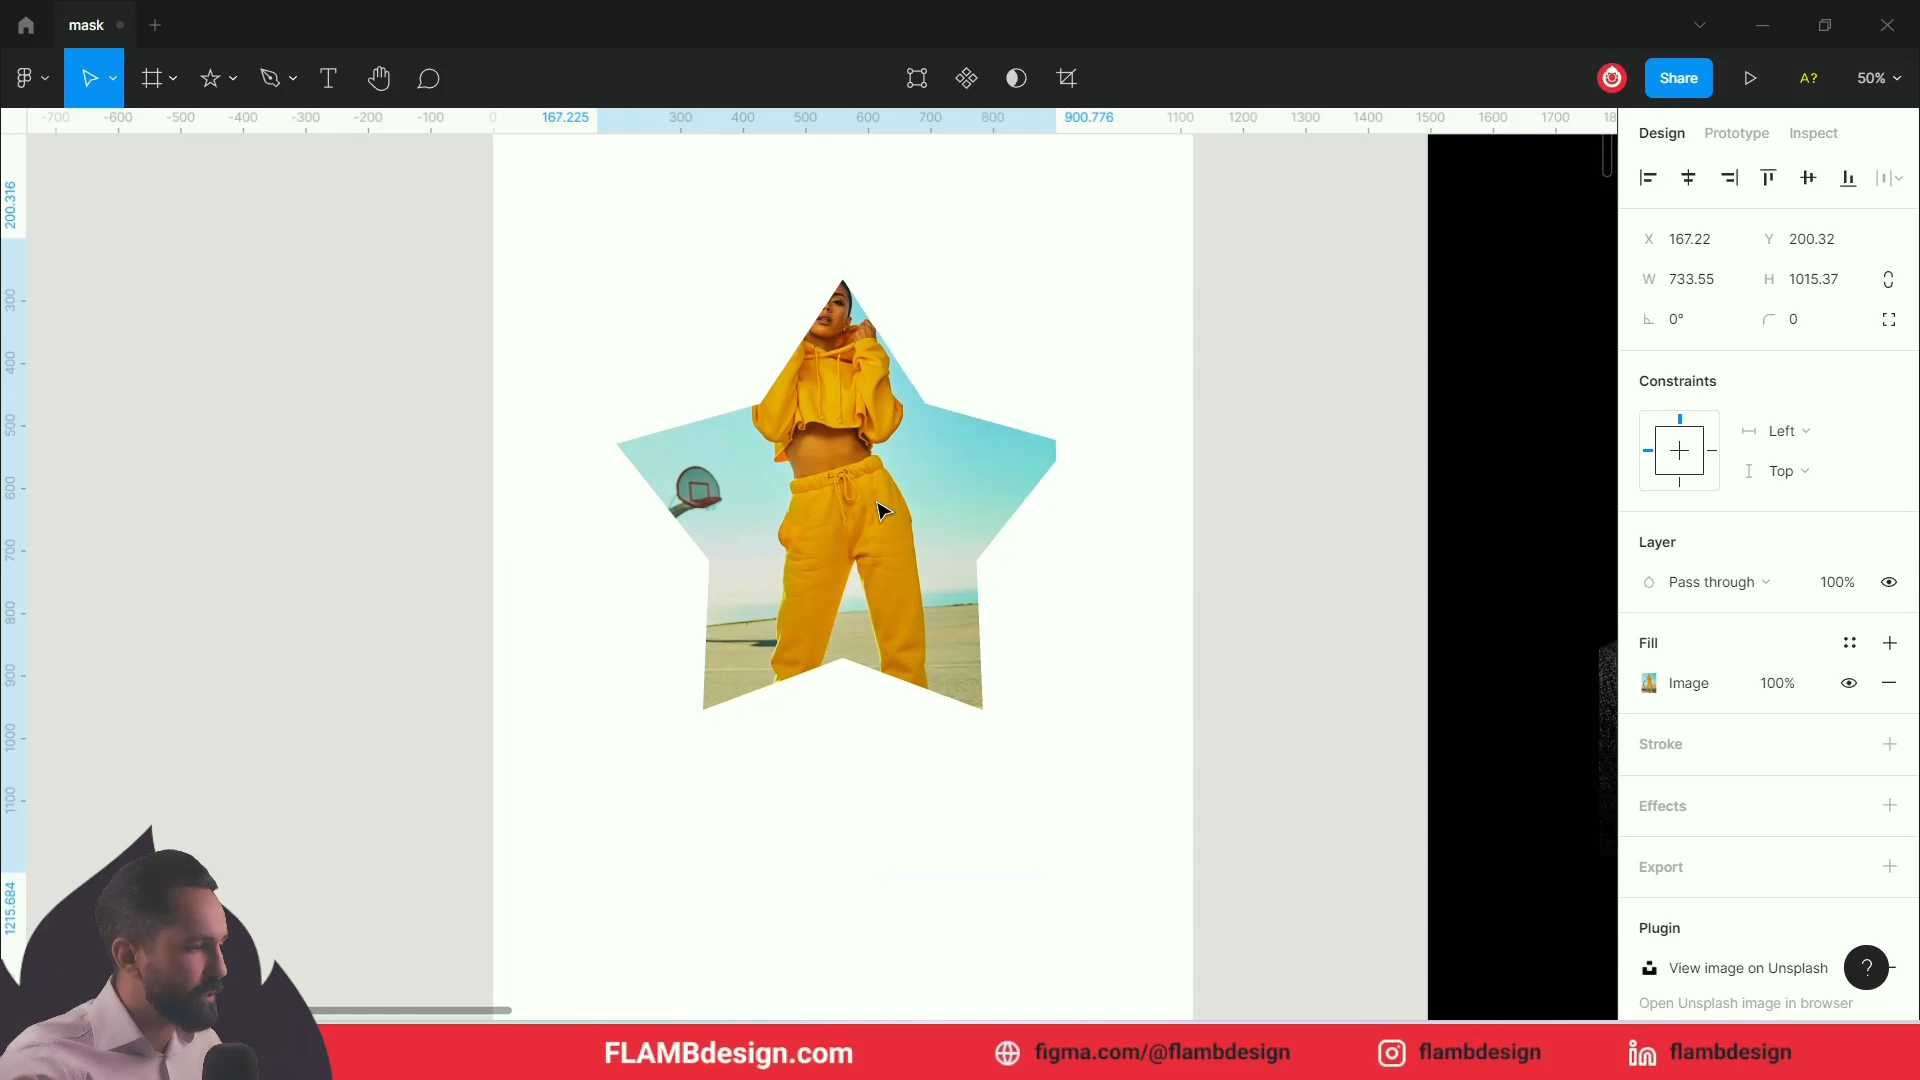 mask
Share
A?
50%
-700 -600 -500 -400 -300 -200 -100 0 167.225 300 400 500 600 700 800 900.776 1100 1200 1300 1400 1500 1600 1700 18
200.316
300
400
500
600
700
800
900
1000
1100
1215.684
Design Prototype Inspect
X 167.22 Y 200.32
W 733.55 H 1015.37
0° 0
Constraints
Left
Top
Layer
Pass through 100%
Fill
Image 100%
Stroke
Effects
Export
Plugin
View image on Unsplash
?
Open Unsplash image in browser
FLAMBdesign.com figma.com/@flambdesign flambdesign flambdesign